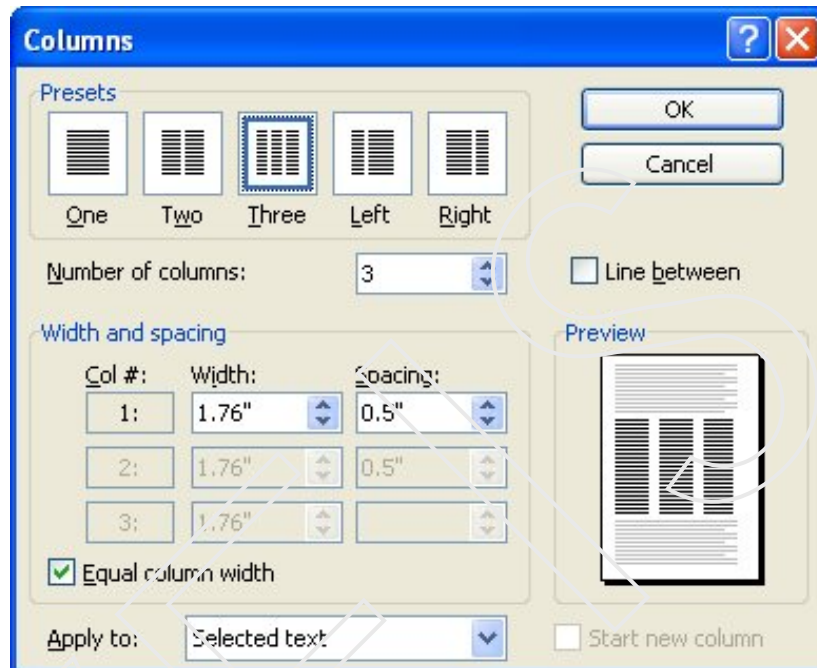 Columns
Presets
OK
Cancel
One Two Three Left Right
Number of columns: 3
Line between
Width and spacing
Preview
Col #: Width: Spacing:
1: 1.76" 0.5"
2: 1.76" 0.5"
3: 1.76"
Equal column width
Apply to: Selected text
Start new column